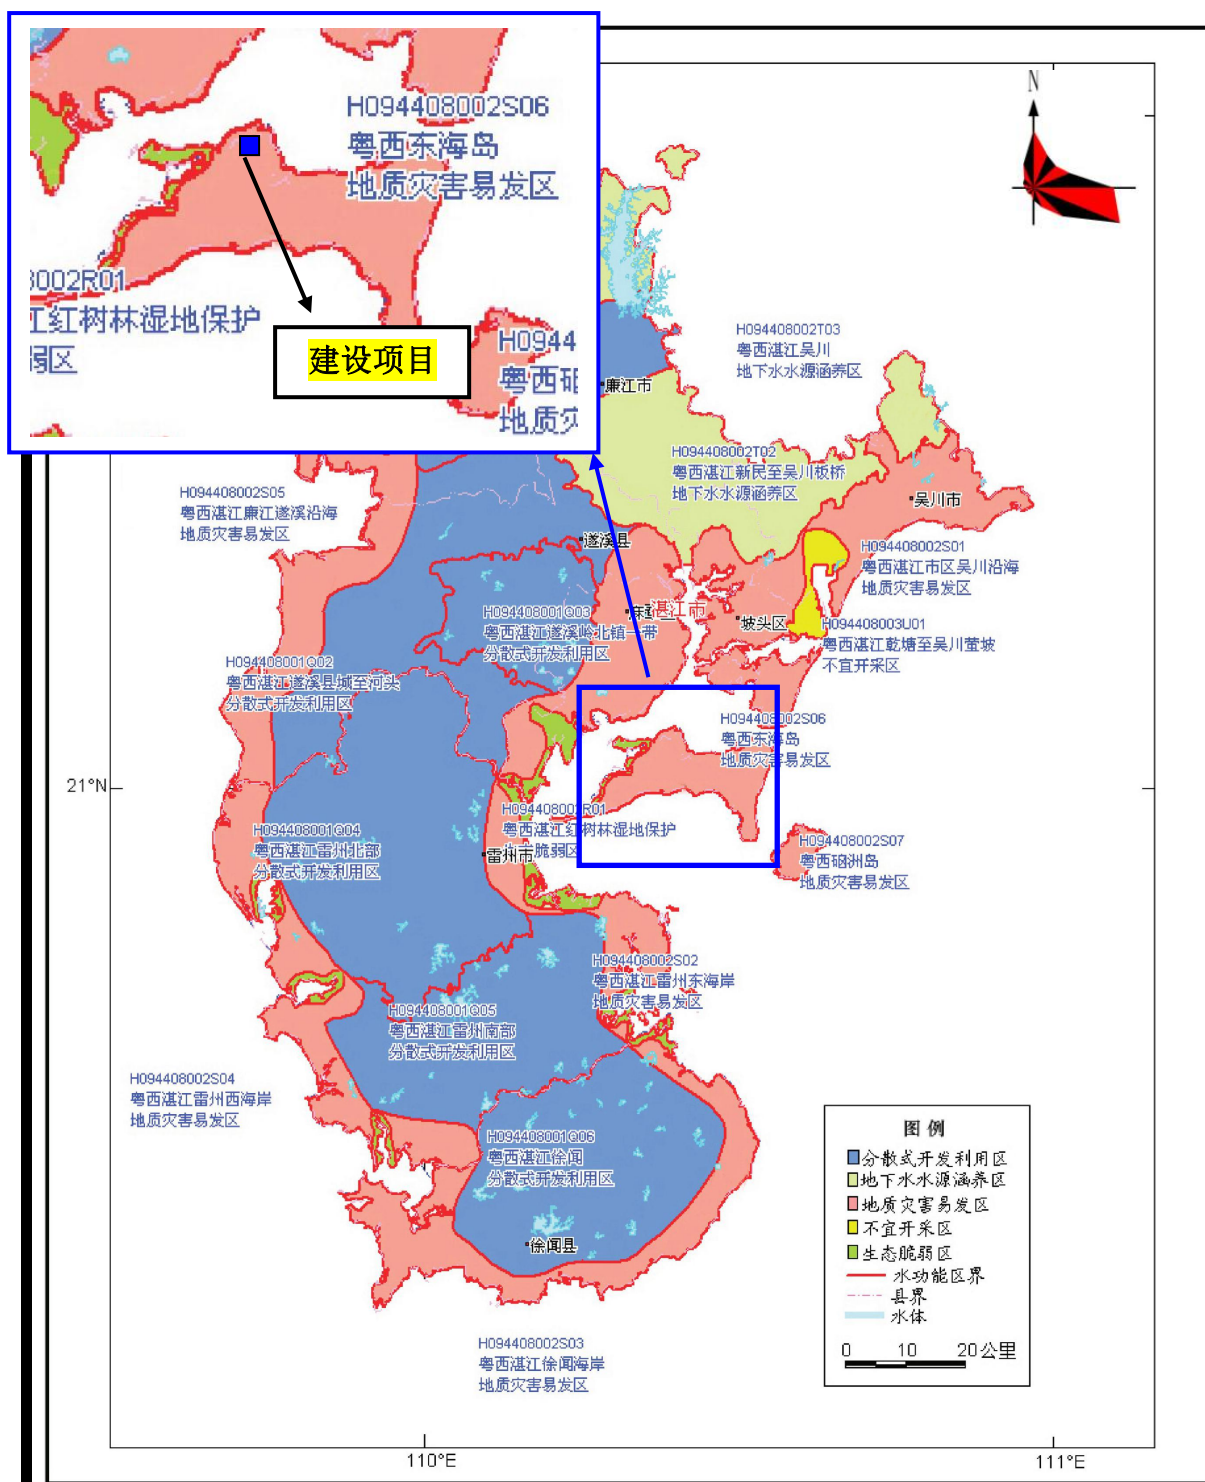 H094408002S06
粤西东海岛
地质灾害易发区
3002R01
江红树林湿地保护
弱区
建设项目
H0944
粤西硇
地质灾
N
H094408002T03
粤西湛江吴川
地下水水源涵养区
廉江市
H094408002T02
粤西湛江新民至吴川板桥
地下水水源涵养区
吴川市
H094408002S05
粤西湛江廉江遂溪沿海
地质灾害易发区
遂溪县
H094408002S01
粤西湛江市区吴川沿海
地质灾害易发区
H094408001Q03
粤西湛江遂溪岭北镇一带
分散式开发利用区
湛江市
坡头区
H094408003U01
粤西湛江乾塘至吴川萱坡
不宜开采区
H094408001Q02
粤西湛江遂溪县城至河头
分散式开发利用区
H094408002S06
粤西东海岛
地质灾害易发区
21°N
H094408002R01
粤西湛江红树林湿地保护
脆弱区
雷州市
H094408001Q04
粤西湛江雷州北部
分散式开发利用区
H094408002S07
粤西硇洲岛
地质灾害易发区
H094408002S02
粤西湛江雷州东海岸
地质灾害易发区
H094408001Q05
粤西湛江雷州南部
分散式开发利用区
H094408002S04
粤西湛江雷州西海岸
地质灾害易发区
H094408001Q06
粤西湛江徐闻
分散式开发利用区
徐闻县
H094408002S03
粤西湛江徐闻海岸
地质灾害易发区
图例
分散式开发利用区
地下水水源涵养区
地质灾害易发区
不宜开采区
生态脆弱区
水功能区界
县界
水体
0 10 20公里
110°E
111°E